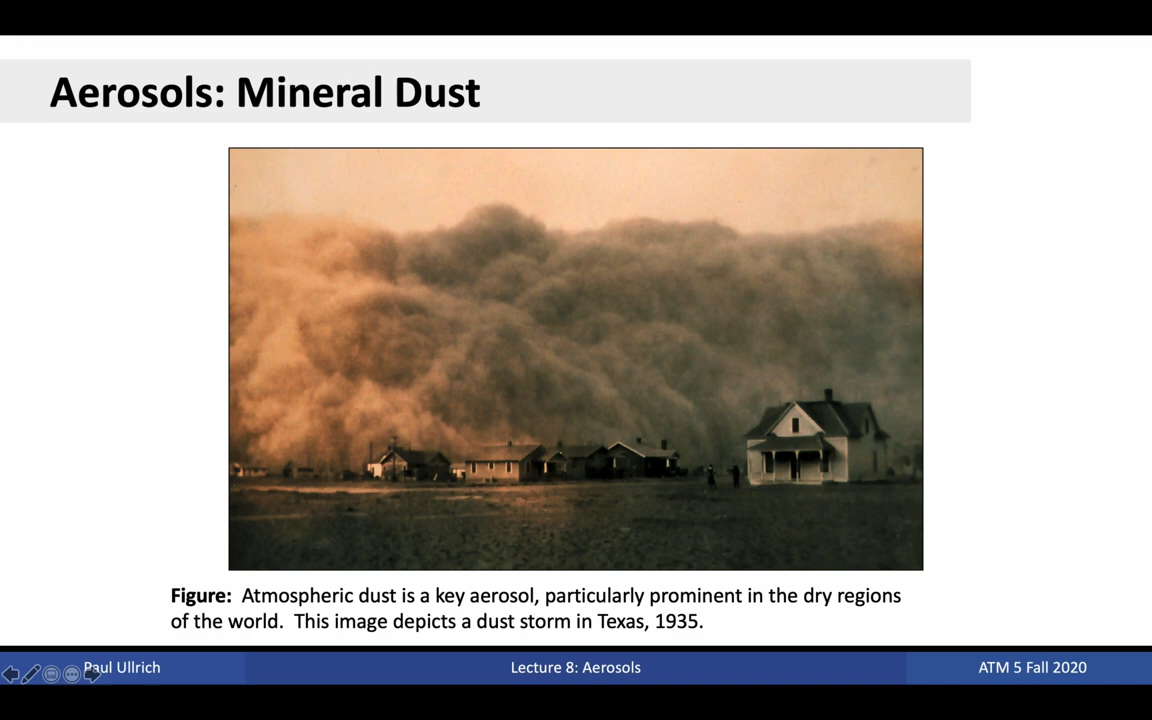 Aerosols: Mineral Dust
Figure: Atmospheric dust is a key aerosol, particularly prominent in the dry regions
of the world. This image depicts a dust storm in Texas, 1935.
Paul Ullrich
Lecture 8: Aerosols
ATM 5 Fall 2020